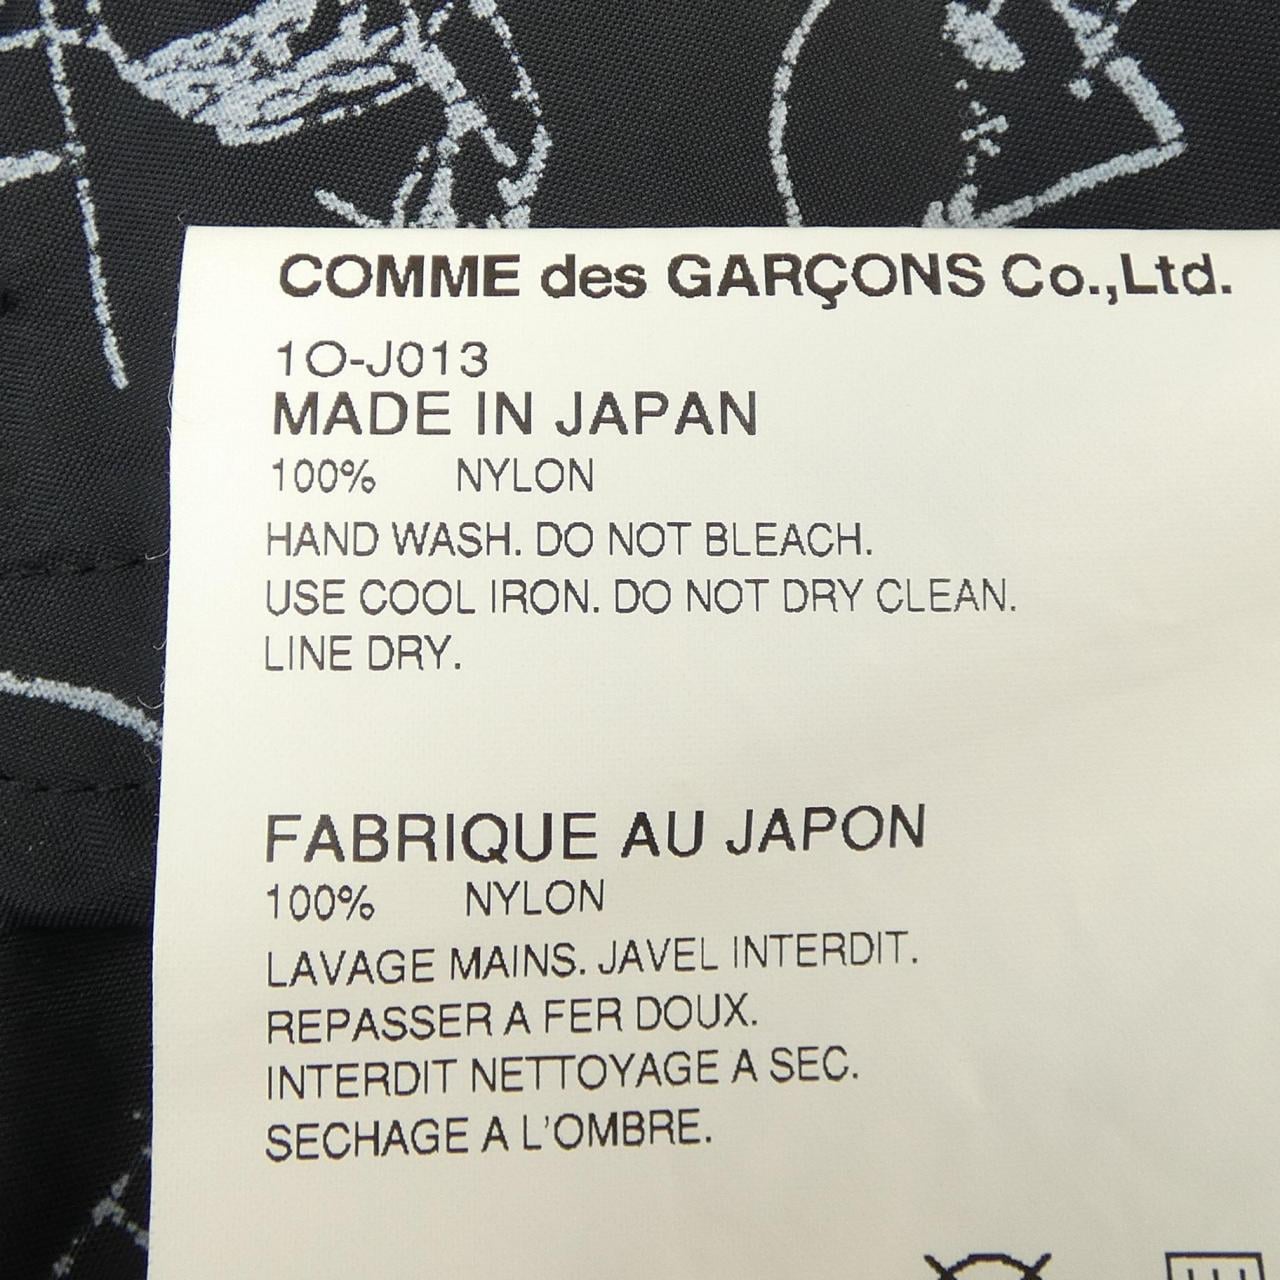 COMME des GARÇONS Co.,Ltd.
1O-J013
MADE IN JAPAN
100% NYLON
HAND WASH. DO NOT BLEACH.
USE COOL IRON. DO NOT DRY CLEAN.
LINE DRY.
FABRIQUE AU JAPON
100% NYLON
LAVAGE MAINS. JAVEL INTERDIT.
REPASSER A FER DOUX.
INTERDIT NETTOYAGE A SEC.
SECHAGE A L'OMBRE.